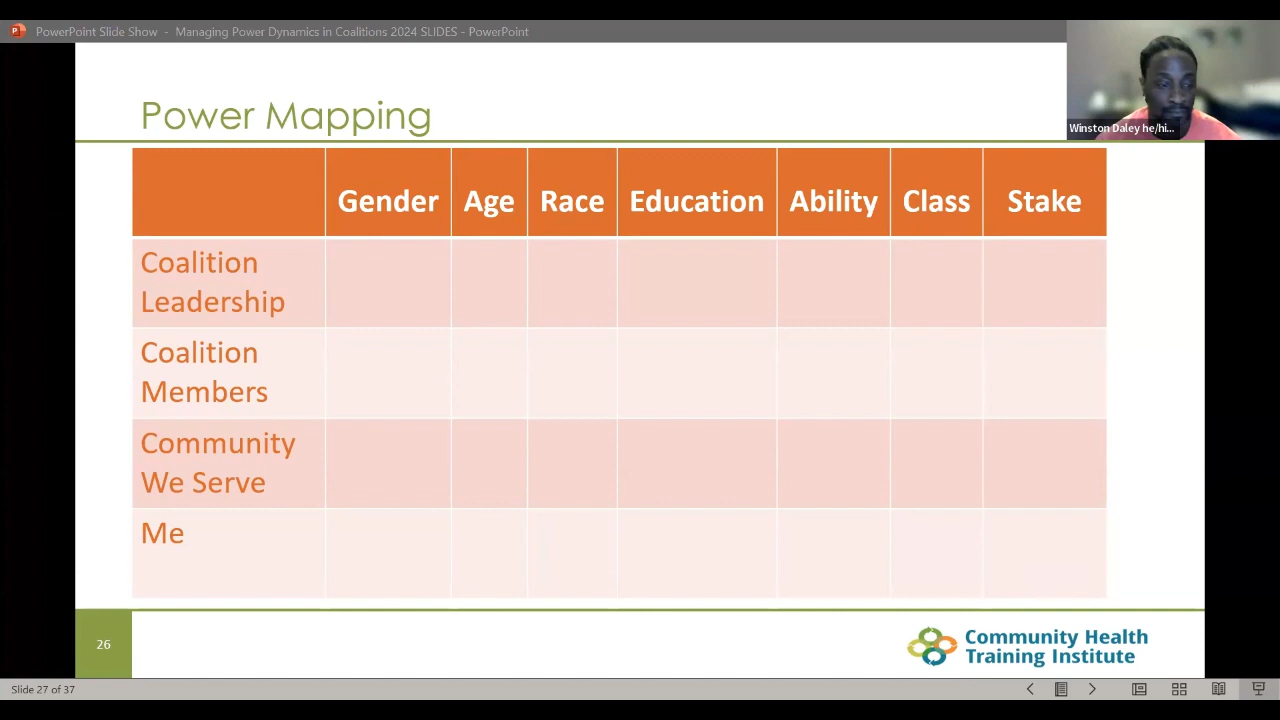 PowerPoint Slide Show - Managing Power Dynamics in Coalitions 2024 SLIDES - PowerPoint
Winston Daley he/hi...
Power Mapping
Gender Age Race Education Ability Class Stake
Coalition
Leadership
Coalition
Members
Community
We Serve
Me
26
Community Health
Training Institute
Slide 27 of 37